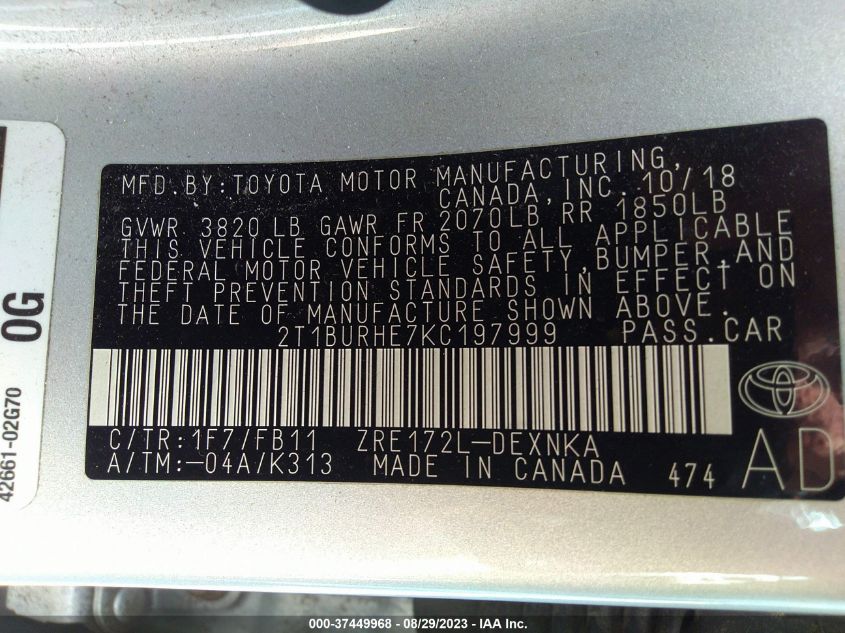 MFD.BY:TOYOTA MOTOR MANUFACTURING,
CANADA,INC. 10/18
GVWR 3820 LB GAWR FR 2070LB RR 1850LB
THIS VEHICLE CONFORMS TO ALL APPLICABLE
FEDERAL MOTOR VEHICLE SAFETY,BUMPER,AND
THEFT PREVENTION STANDARDS IN EFFECT ON
THE DATE OF MANUFACTURE SHOWN ABOVE.
2T1BURHE7KC197999 PASS.CAR
C/TR:1F7/FB11 ZRE172L-DEXNKA
A/TM:-04A/K313 MADE IN CANADA 474
AD
0G
42661-02G70
000-37449968 - 08/29/2023 - IAA Inc.